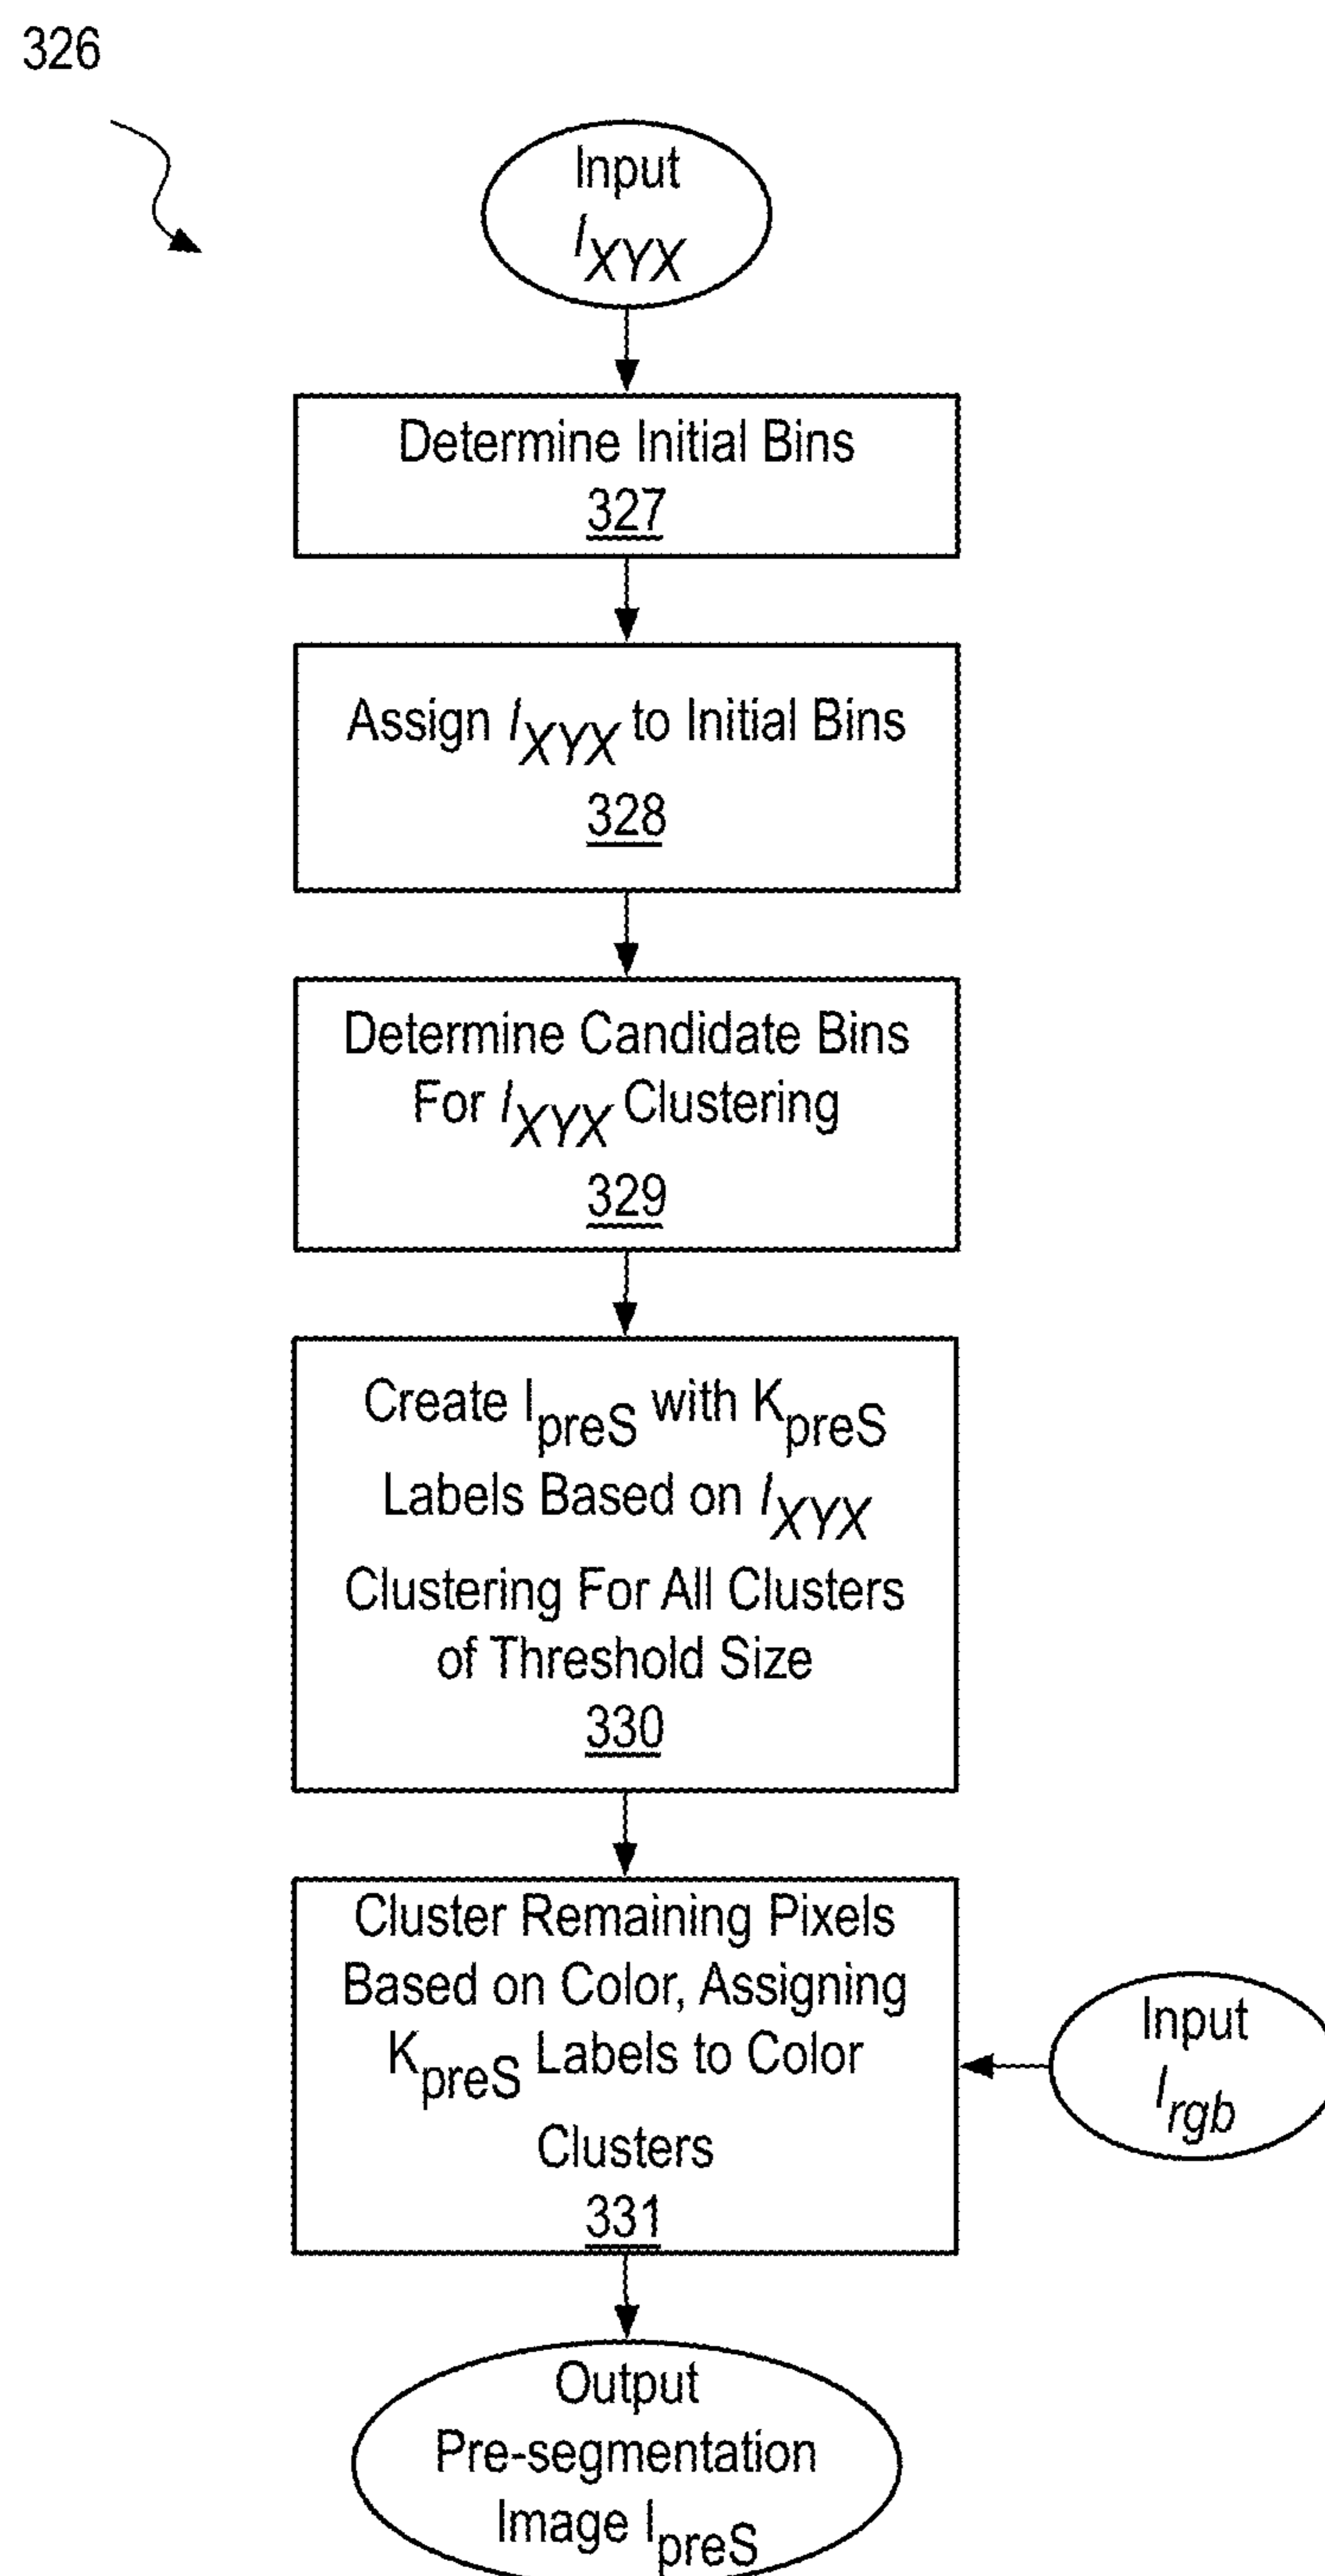 326
Input
I_XYX
Determine Initial Bins
327
Assign I_XYX to Initial Bins
328
Determine Candidate Bins
For I_XYX Clustering
329
Create I_preS with K_preS
Labels Based on I_XYX
Clustering For All Clusters
of Threshold Size
330
Cluster Remaining Pixels
Based on Color, Assigning
K_preS Labels to Color
Clusters
331
Input
I_rgb
Output
Pre-segmentation
Image I_preS